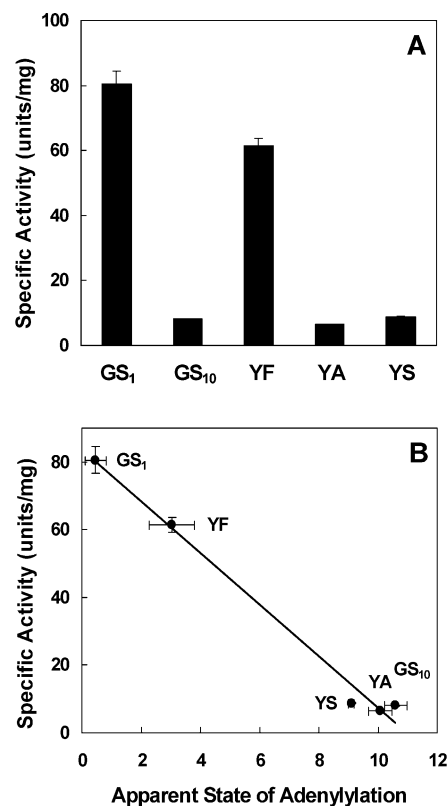 A
Specific Activity (units/mg)
100
80
60
40
20
0
GS₁ GS₁₀ YF YA YS
B
Specific Activity (units/mg)
80
60
40
20
0
GS₁
YF
YS
YA
GS₁₀
0 2 4 6 8 10 12
Apparent State of Adenylylation